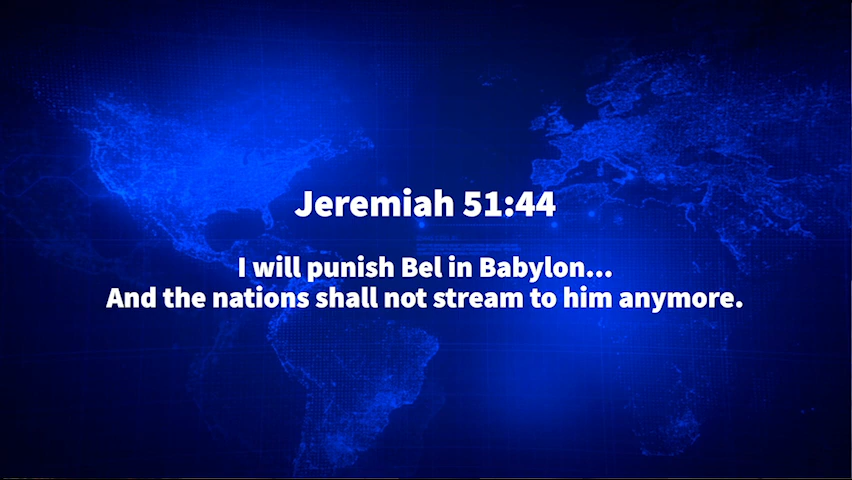 Jeremiah 51:44
I will punish Bel in Babylon...
And the nations shall not stream to him anymore.